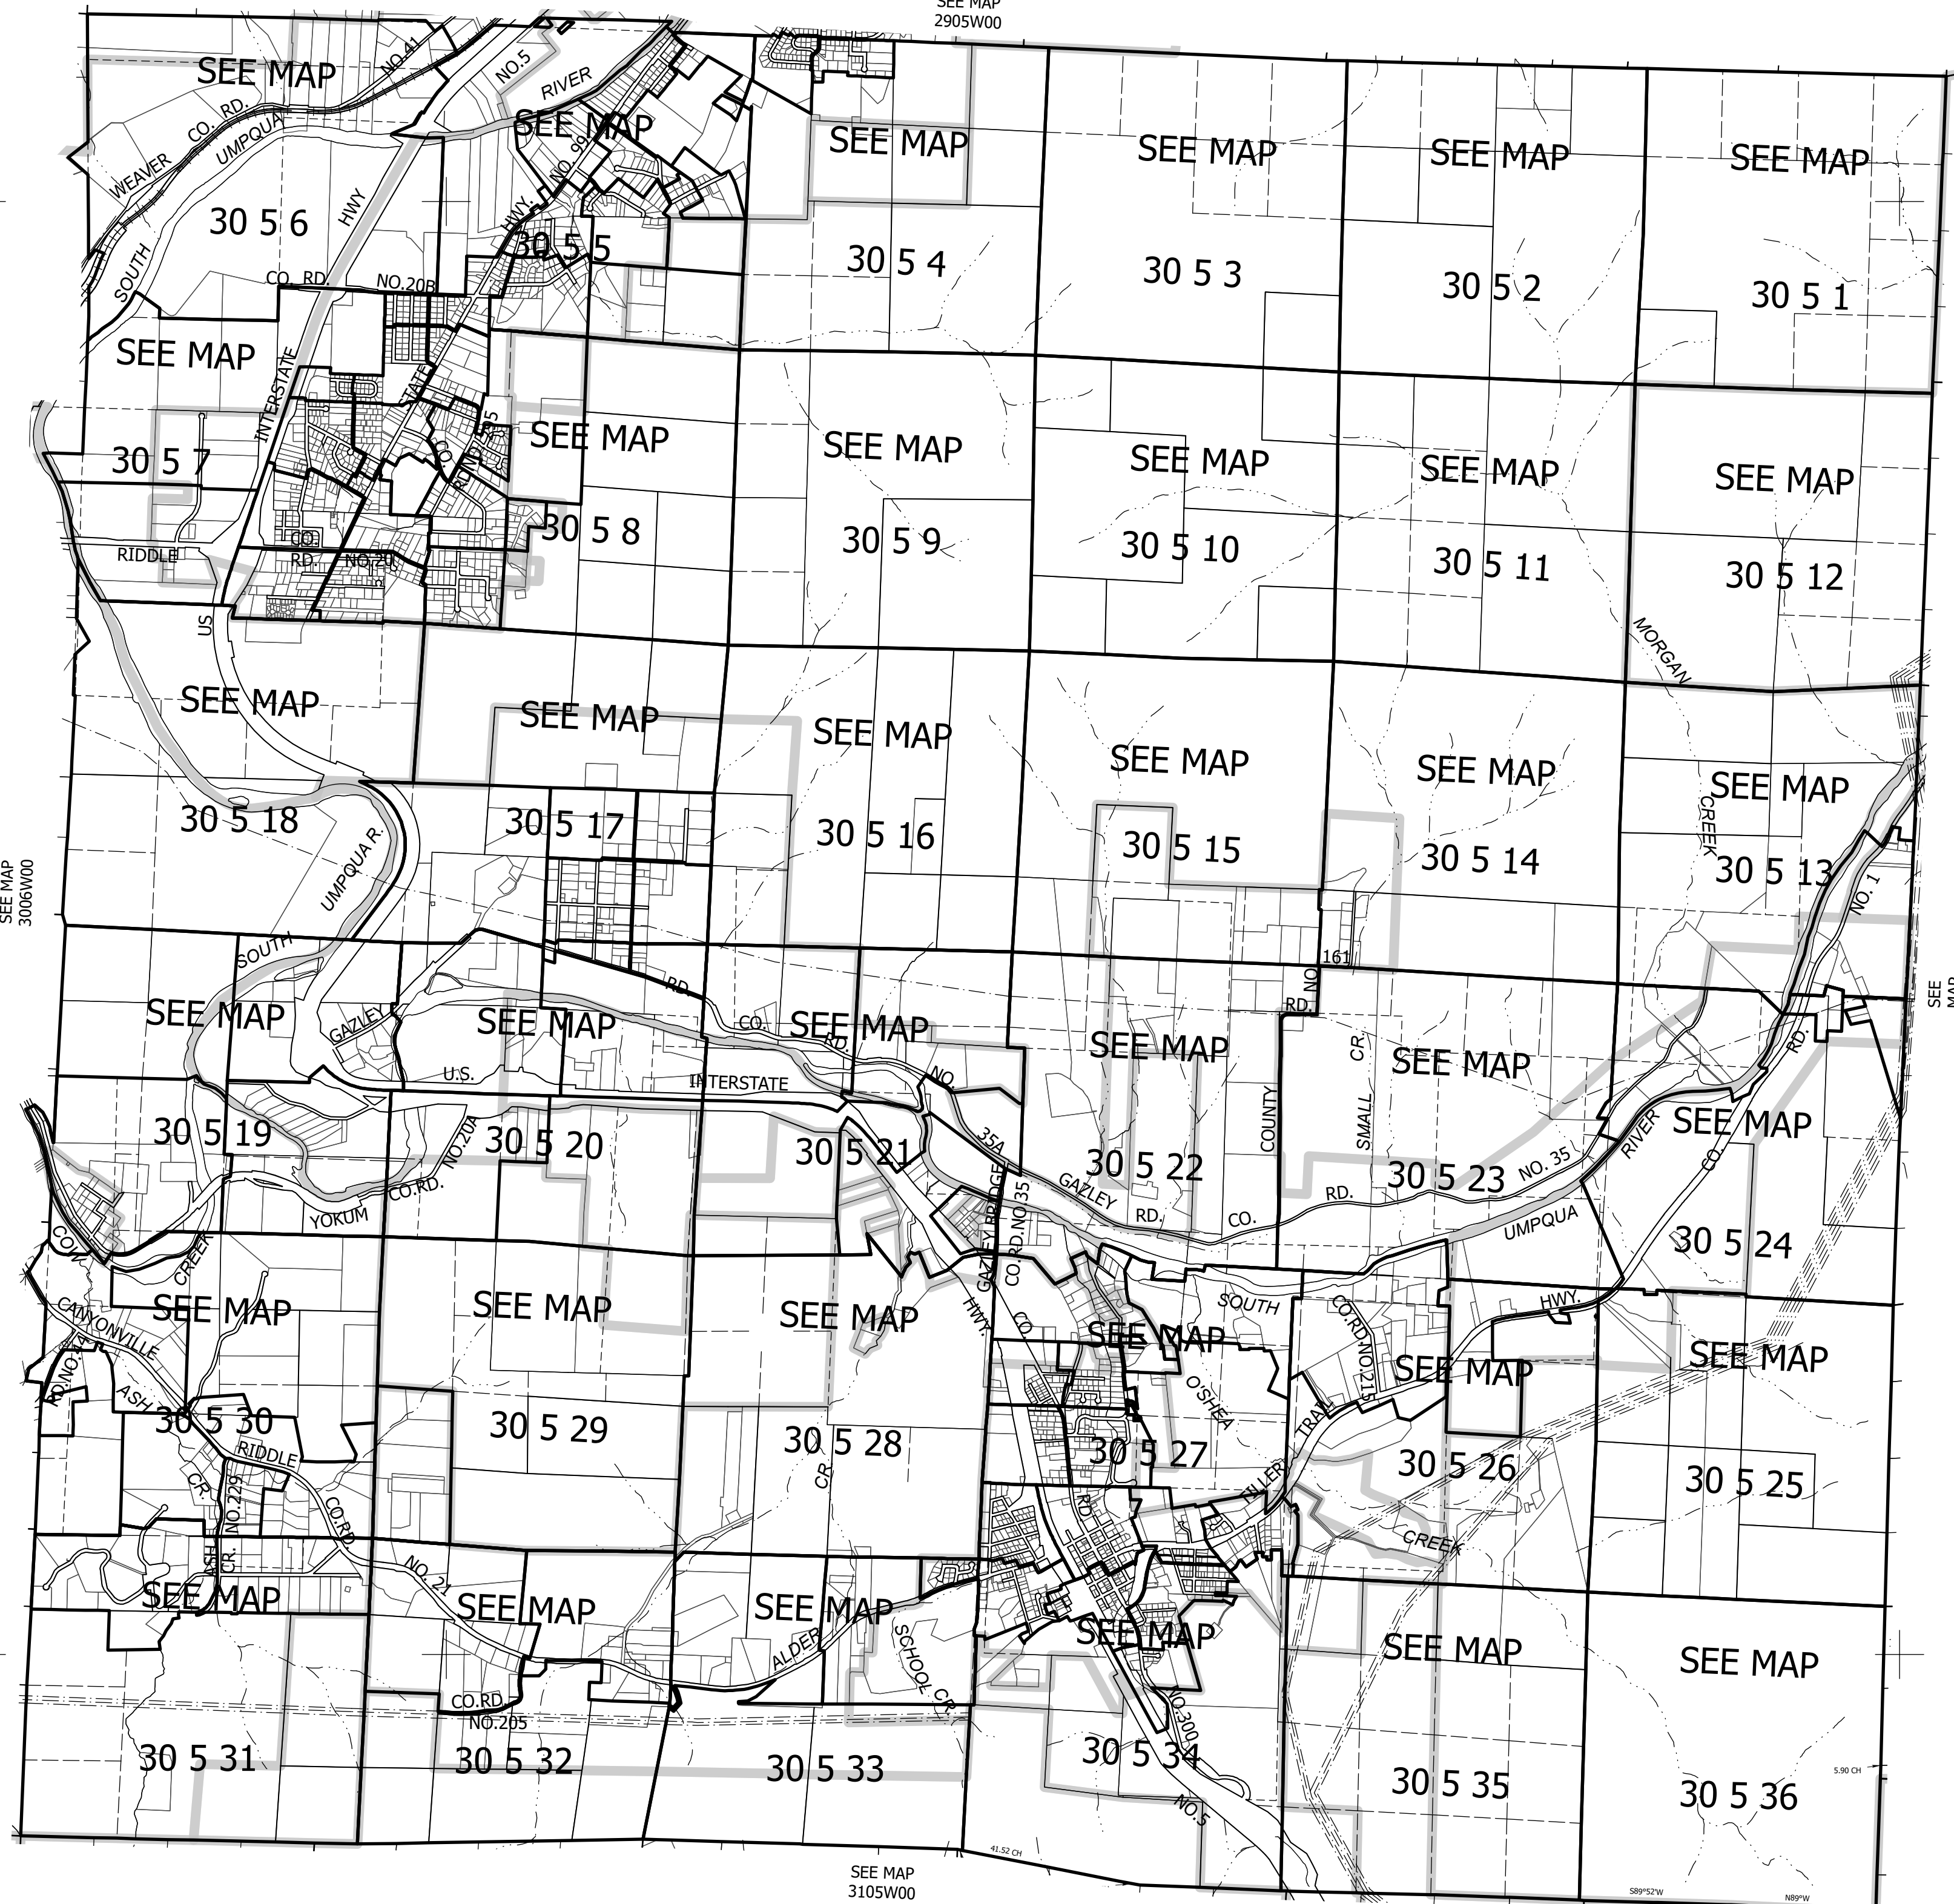 SEE MAP
2905W00
SEE MAP
NO.41
NO.5
RIVER
SEE MAP
CO. RD.
UMPQUA
WEAVER
NO. 99
HWY.
HWY
SOUTH
30 5 6
30 5 5
SEE MAP
30 5 4
SEE MAP
30 5 3
SEE MAP
30 5 2
SEE MAP
30 5 1
CO. RD.
NO.20B
SEE MAP
INTERSTATE
STATE
CO.
RD.
NO.
30 5 7
SEE MAP
30 5 8
SEE MAP
30 5 9
SEE MAP
30 5 10
SEE MAP
30 5 11
SEE MAP
30 5 12
RIDDLE
CO.
RD.
NO.20
US
MORGAN
CREEK
SEE MAP
30 5 18
SEE MAP
30 5 17
SEE MAP
30 5 16
SEE MAP
30 5 15
SEE MAP
30 5 14
SEE MAP
30 5 13
NO. 1
UMPQUA R.
SEE MAP
3006W00
SOUTH
SEE MAP
GAZLEY
SEE MAP
RD.
CO.
RD.
SEE MAP
NO.
SEE MAP
NO.
161
RD.
CR.
SMALL
COUNTY
SEE MAP
RD.
SEE
MAP
U.S.
INTERSTATE
SEE MAP
30 5 19
NO.20A
CO.RD.
YOKUM
30 5 20
30 5 21
35A
GAZLEY
RD.
CO.
RD.
NO. 35
30 5 22
30 5 23
RIVER
CO.
UMPQUA
30 5 24
GAZLEY BRIDGE
CO.RD.NO.35
COW
CREEK
SEE MAP
CANYONVILLE
RD.NO.
ASH
30 5 30
RIDDLE
CR.
NO.229
CO.RD.
SEE MAP
30 5 29
SEE MAP
30 5 28
CR.
HWY.
CO.
RD.
SEE MAP
SOUTH
O'SHEA
30 5 27
CO.RD.NO.215
TRAIL
TILLER
HWY.
SEE MAP
30 5 26
CREEK
SEE MAP
30 5 25
ASH
CR.
SEE MAP
NO. 21
SEE MAP
CO.RD.
NO.205
SEE MAP
ALDER
SCHOOL
CR.
SEE MAP
NO.300
NO.5
SEE MAP
SEE MAP
30 5 31
30 5 32
30 5 33
30 5 34
30 5 35
30 5 36
5.90 CH
41.52 CH
S89°52'W
N89°W
SEE MAP
3105W00